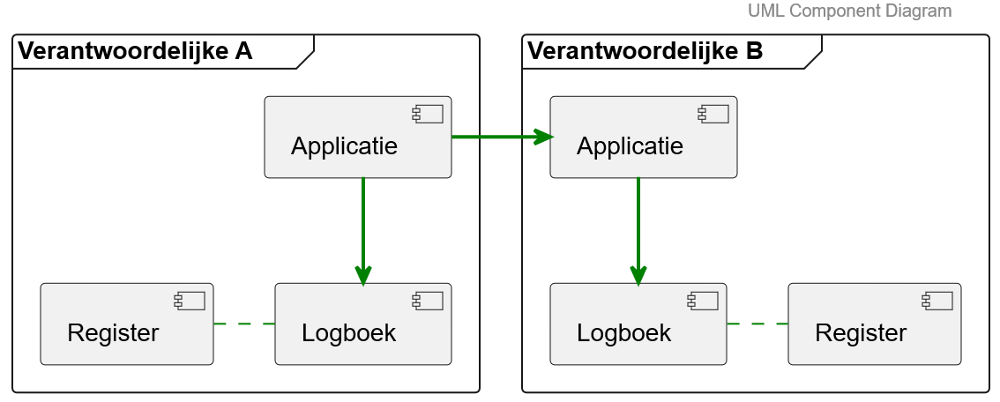 UML Component Diagram
Verantwoordelijke A
Verantwoordelijke B
Applicatie
Applicatie
Register
Logboek
Logboek
Register